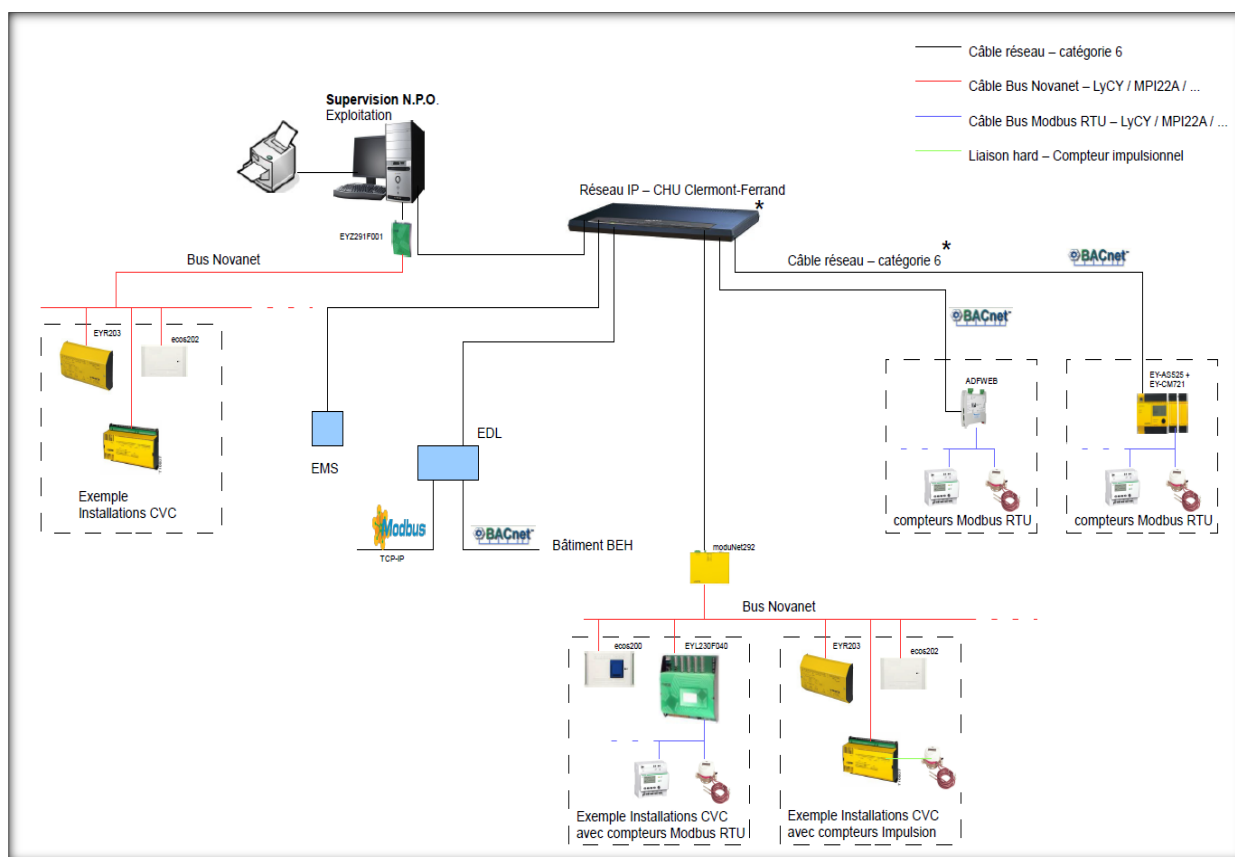 Câble réseau – catégorie 6
Câble Bus Novanet – LyCY / MPI22A / ...
Câble Bus Modbus RTU – LyCY / MPI22A / ...
Liaison hard – Compteur impulsionnel
Supervision N.P.O.
Exploitation
Réseau IP – CHU Clermont-Ferrand
*
EYZ291F001
Bus Novanet
Câble réseau – catégorie 6
*
BACnet
BACnet
EYR203
ecos202
Exemple
Installations CVC
EMS
EDL
Modbus
TCP-IP
BACnet
Bâtiment BEH
ADFWEB
compteurs Modbus RTU
EY-AS525 +
EY-CM721
compteurs Modbus RTU
moduNet292
Bus Novanet
ecos200
EYL230F040
Exemple Installations CVC
avec compteurs Modbus RTU
EYR203
ecos202
Exemple Installations CVC
avec compteurs Impulsion